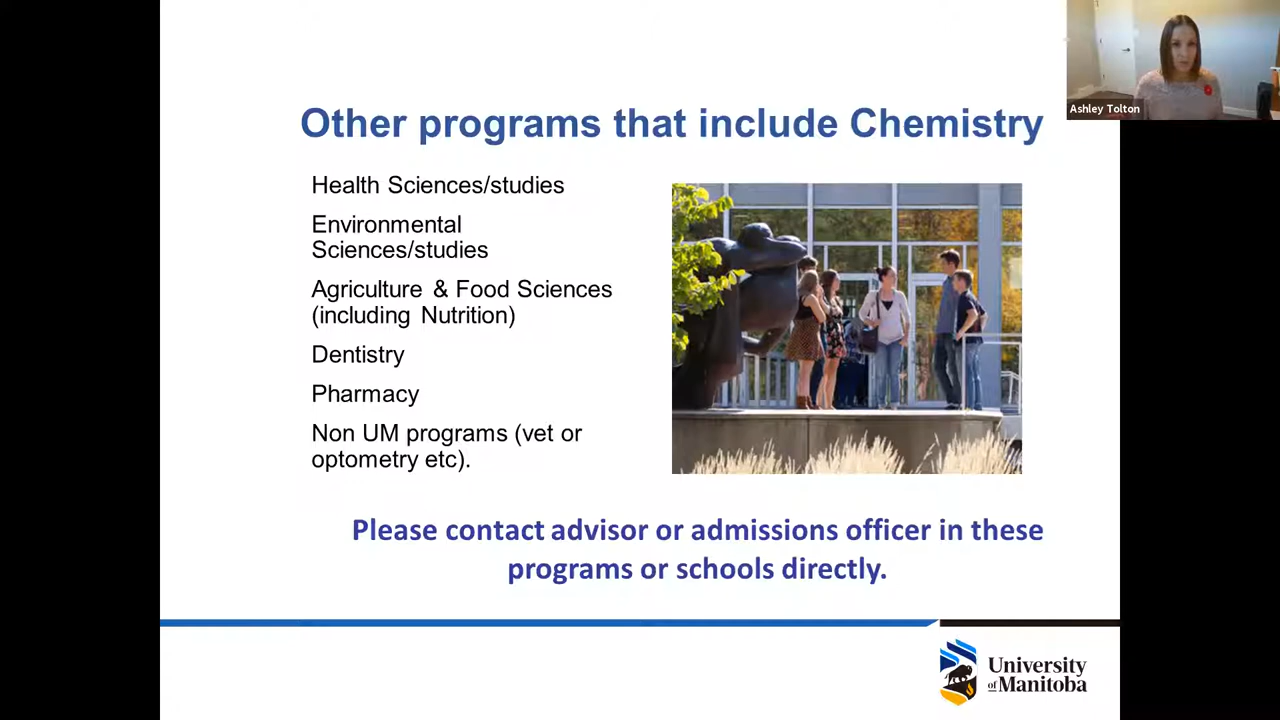 Ashley Tolton
Other programs that include Chemistry
Health Sciences/studies
Environmental
Sciences/studies
Agriculture & Food Sciences
(including Nutrition)
Dentistry
Pharmacy
Non UM programs (vet or
optometry etc).
Please contact advisor or admissions officer in these
programs or schools directly.
University
of Manitoba